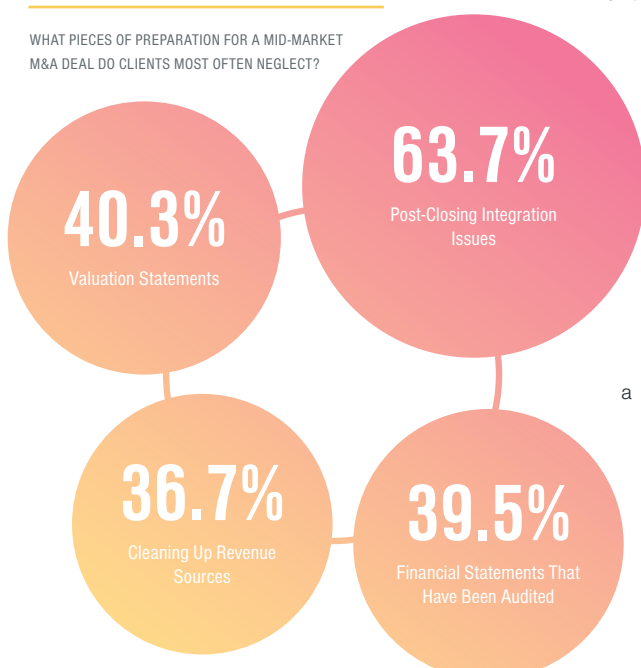 WHAT PIECES OF PREPARATION FOR A MID-MARKET
M&A DEAL DO CLIENTS MOST OFTEN NEGLECT?
63.7%
Post-Closing Integration
Issues
40.3%
Valuation Statements
a
36.7%
Cleaning Up Revenue
Sources
39.5%
Financial Statements That
Have Been Audited